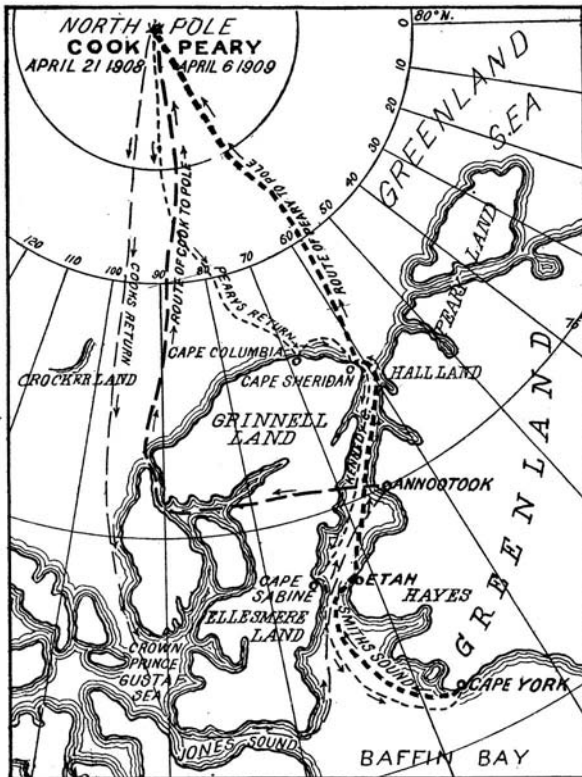 NORTH POLE
COOK PEARY
APRIL 21 1908 APRIL 6 1909
80° N.
0
10
20
30
40
50
60
70
80
90
100
110
120
GREENLAND SEA
ROUTE OF PEARY TO POLE
ROUTE OF COOK TO POLE
COOKS RETURN
PEARYS RETURN
PEARY LAND
CROCKER LAND
CAPE COLUMBIA
CAPE SHERIDAN
HALL LAND
GRINNELL
LAND
ANNOOTOOK
GREENLAND
ETAH
CAPE
SABINE
HAYES
ELLESMERE
LAND
SMITHS SOUND
CROWN
PRINCE
GUSTAF
SEA
CAPE YORK
JONES SOUND
BAFFIN BAY